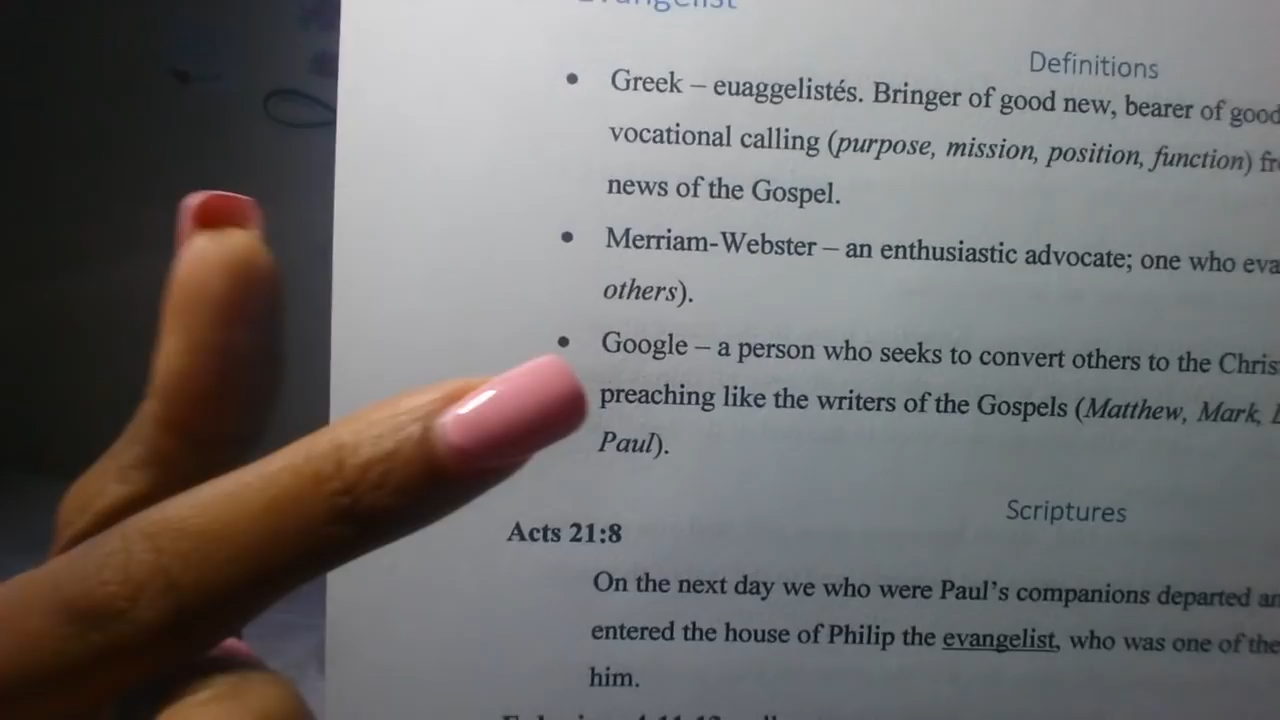 Evangelist
Definitions
Greek – euaggelistés. Bringer of good new, bearer of good
vocational calling (purpose, mission, position, function)
news of the Gospel.
Merriam-Webster – an enthusiastic advocate; one who
others).
Google – a person who seeks to convert others to the
preaching like the writers of the Gospels (Matthew, Mark,
Paul).
Scriptures
Acts 21:8
On the next day we who were Paul's companions departed
entered the house of Philip the evangelist, who was one of the
him.